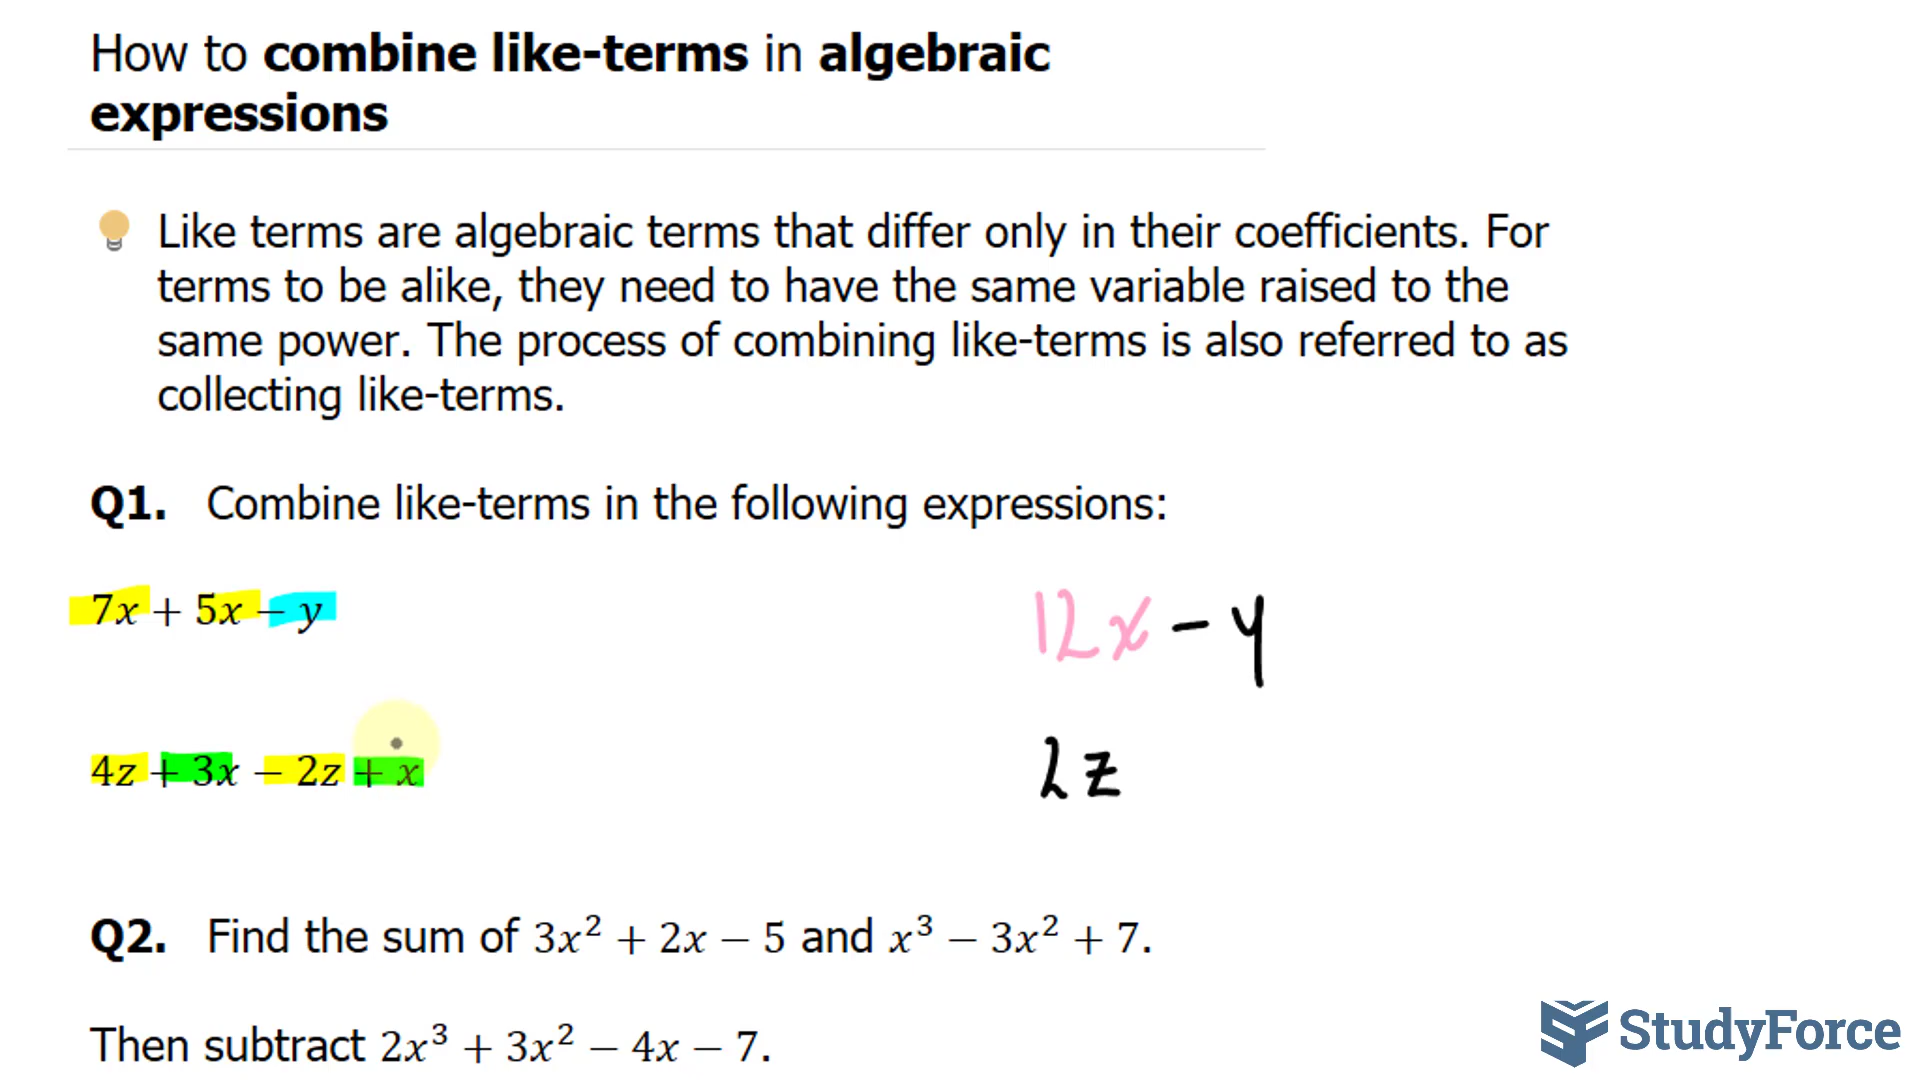 How to combine like-terms in algebraic
expressions
Like terms are algebraic terms that differ only in their coefficients. For
terms to be alike, they need to have the same variable raised to the
same power. The process of combining like-terms is also referred to as
collecting like-terms.
Q1. Combine like-terms in the following expressions:
7x + 5x − y
12x − y
4z + 3x − 2z + x
2z
Q2. Find the sum of 3x² + 2x − 5 and x³ − 3x² + 7.
Then subtract 2x³ + 3x² − 4x − 7.
StudyForce